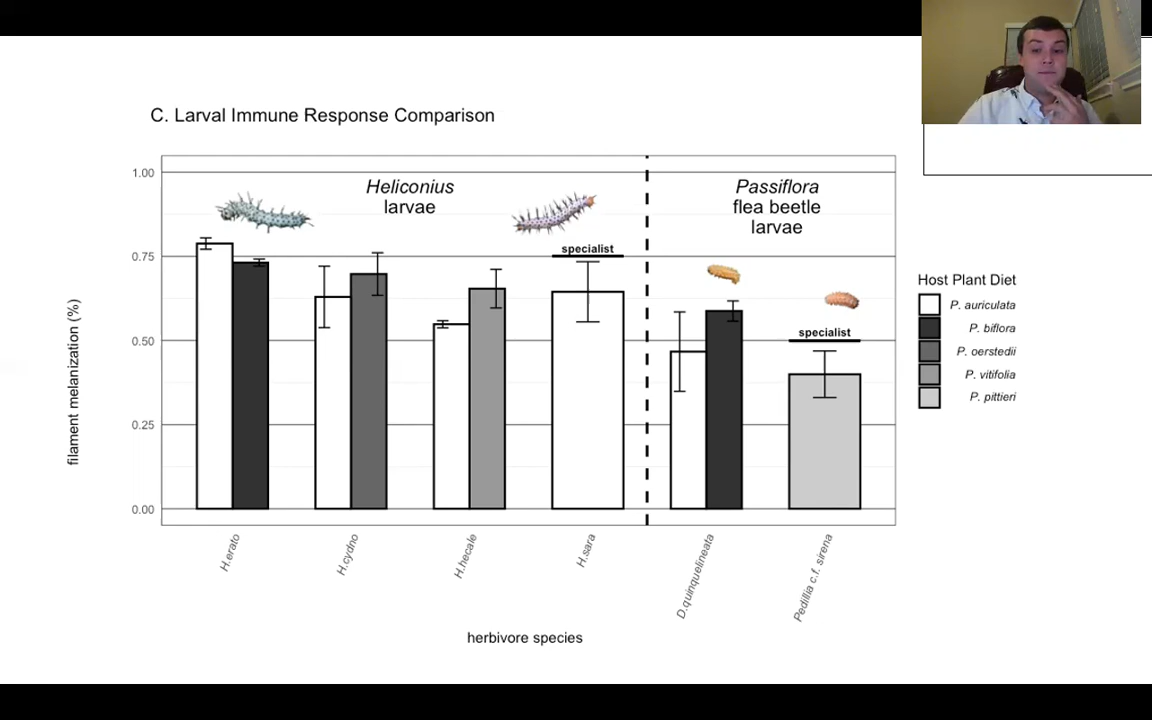 C. Larval Immune Response Comparison
filament melanization (%)
1.00
0.75
0.50
0.25
0.00
Heliconius
larvae
specialist
Passiflora
flea beetle
larvae
specialist
H.erato
H.cydno
H.hecale
H.sara
D.quinquelineata
Pedillia c.f. sirena
herbivore species
Host Plant Diet
P. auriculata
P. biflora
P. oerstedii
P. vitifolia
P. pittieri